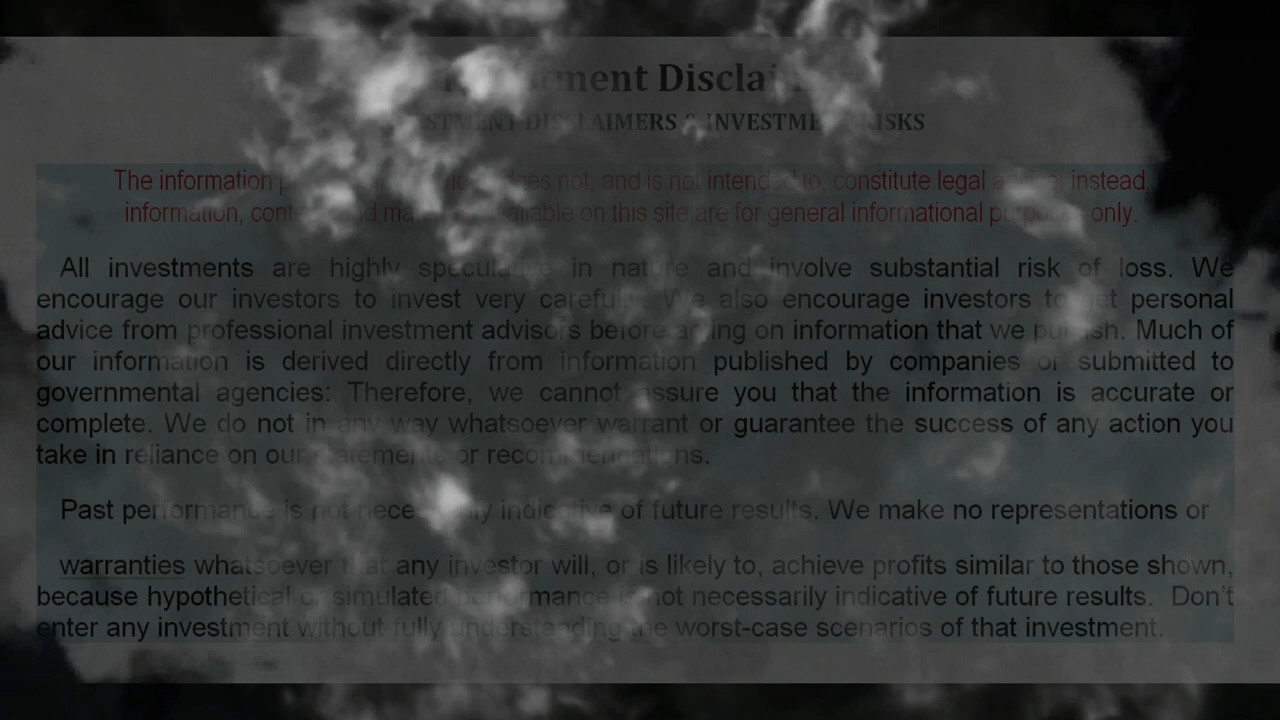 Disclaimer
DISCLAIMERS & INVESTMENT RISKS
The information does not, and is not intended to, constitute legal advice; instead,
information, content, and materials available on this site are for general informational purposes only.
All investments are highly speculative in nature and involve substantial risk of loss. We
encourage our investors to invest very carefully. We also encourage investors to get personal
advice from professional investment advisors before acting on information that we publish. Much of
our information is derived directly from information published by companies or submitted to
governmental agencies: Therefore, we cannot assure you that the information is accurate or
complete. We do not in any way whatsoever warrant or guarantee the success of any action you
take in reliance on our statements or recommendations.
Past performance is not necessarily indicative of future results. We make no representations or
warranties whatsoever that any investor will, or is likely to, achieve profits similar to those shown,
because hypothetical or simulated performance is not necessarily indicative of future results. Don't
enter any investment without fully understanding the worst-case scenarios of that investment.